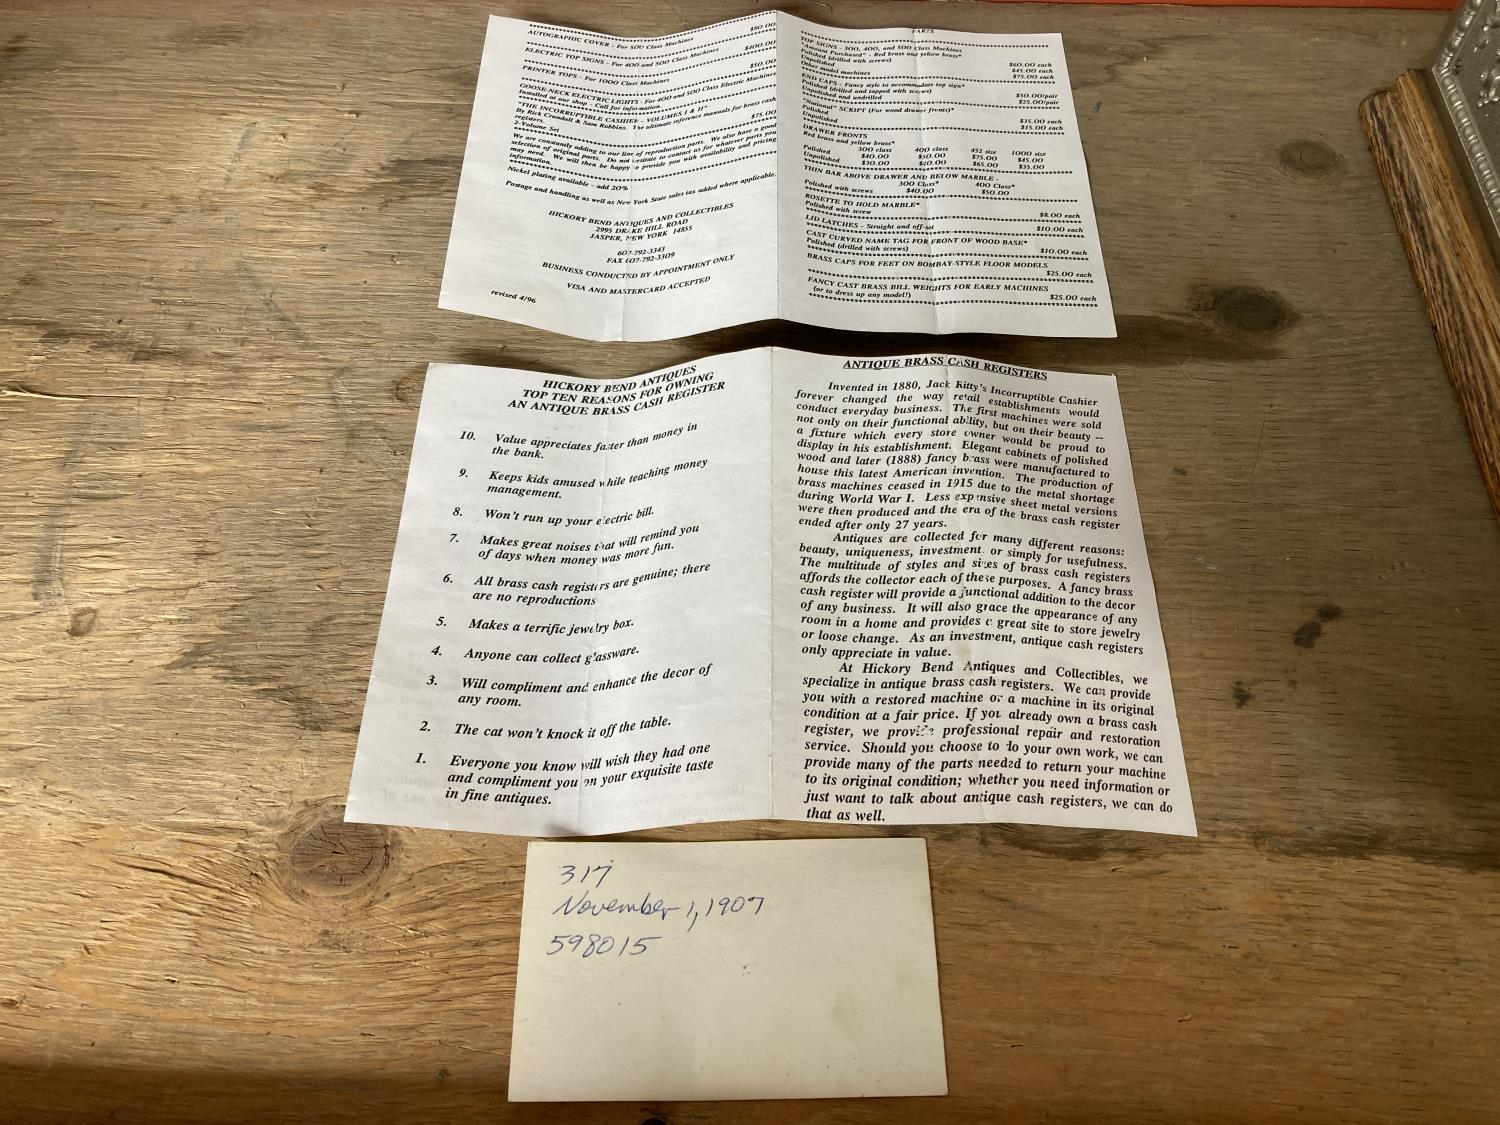 $80.00
AUTOGRAPHIC COVER - For 500 Class Machines
$400.00
ELECTRIC TOP SIGNS - For 400 and 500 Class Machines
$50.00
PRINTER TOPS - For 1000 Class Machines
GOOSE-NECK ELECTRIC LIGHTS - For 400 and 500 Class Electric Machines
Installed at our shop - Call for information.
"THE INCORRUPTIBLE CASHIER - VOLUMES I & II"
By Rick Crandall & Sam Robbins. The ultimate reference manuals for brass cash
registers.
2-Volume Set $75.00
We are constantly adding to our line of reproduction parts. We also have a good
selection of original parts. Do not hesitate to contact us for whatever parts you
may need. We will then be happy to provide you with availability and pricing
information.
Nickel plating available - add 20%
Postage and handling as well as New York State sales tax added where applicable.
HICKORY BEND ANTIQUES AND COLLECTIBLES
2995 DRAKE HILL ROAD
JASPER, NEW YORK 14855
607-792-3343
FAX 607-792-3309
BUSINESS CONDUCTED BY APPOINTMENT ONLY
VISA AND MASTERCARD ACCEPTED
revised 4/96
PARTS
TOP SIGNS - 300, 400, and 500 Class Machines
"Amount Purchased" - Red brass and yellow brass*
Polished (drilled with screws) $60.00 each
Unpolished $45.00 each
Other model machines $75.00 each
END CAPS - Fancy style to accommodate top sign*
Polished (drilled and tapped with screws) $50.00/pair
Unpolished and undrilled $25.00/pair
"National" SCRIPT (For wood drawer fronts)*
Polished $35.00 each
Unpolished $15.00 each
DRAWER FRONTS
Red brass and yellow brass*
300 class 400 class 452 size 1000 size
Polished $40.00 $50.00 $75.00 $45.00
Unpolished $30.00 $40.00 $65.00 $35.00
THIN BAR ABOVE DRAWER AND BELOW MARBLE -
300 Class* 400 Class*
Polished with screws $40.00 $50.00
ROSETTE TO HOLD MARBLE*
Polished with screw $8.00 each
LID LATCHES - Straight and off-set $10.00 each
CAST CURVED NAME TAG FOR FRONT OF WOOD BASE*
Polished (drilled with screws) $10.00 each
BRASS CAPS FOR FEET ON BOMBAY-STYLE FLOOR MODELS
$25.00 each
FANCY CAST BRASS BILL WEIGHTS FOR EARLY MACHINES
(or to dress up any model!) $25.00 each
HICKORY BEND ANTIQUES
TOP TEN REASONS FOR OWNING
AN ANTIQUE BRASS CASH REGISTER
10. Value appreciates faster than money in
the bank.
9. Keeps kids amused while teaching money
management.
8. Won't run up your electric bill.
7. Makes great noises that will remind you
of days when money was more fun.
6. All brass cash registers are genuine; there
are no reproductions
5. Makes a terrific jewelry box.
4. Anyone can collect glassware.
3. Will compliment and enhance the decor of
any room.
2. The cat won't knock it off the table.
1. Everyone you know will wish they had one
and compliment you on your exquisite taste
in fine antiques.
ANTIQUE BRASS CASH REGISTERS
Invented in 1880, Jack Ritty's Incorruptible Cashier
forever changed the way retail establishments would
conduct everyday business. The first machines were sold
not only on their functional ability, but on their beauty --
a fixture which every store owner would be proud to
display in his establishment. Elegant cabinets of polished
wood and later (1888) fancy brass were manufactured to
house this latest American invention. The production of
brass machines ceased in 1915 due to the metal shortage
during World War I. Less expensive sheet metal versions
were then produced and the era of the brass cash register
ended after only 27 years.
Antiques are collected for many different reasons:
beauty, uniqueness, investment or simply for usefulness.
The multitude of styles and sizes of brass cash registers
affords the collector each of these purposes. A fancy brass
cash register will provide a functional addition to the decor
of any business. It will also grace the appearance of any
room in a home and provides a great site to store jewelry
or loose change. As an investment, antique cash registers
only appreciate in value.
At Hickory Bend Antiques and Collectibles, we
specialize in antique brass cash registers. We can provide
you with a restored machine or a machine in its original
condition at a fair price. If you already own a brass cash
register, we provide professional repair and restoration
service. Should you choose to do your own work, we can
provide many of the parts needed to return your machine
to its original condition; whether you need information or
just want to talk about antique cash registers, we can do
that as well.
317
November 1, 1907
598015